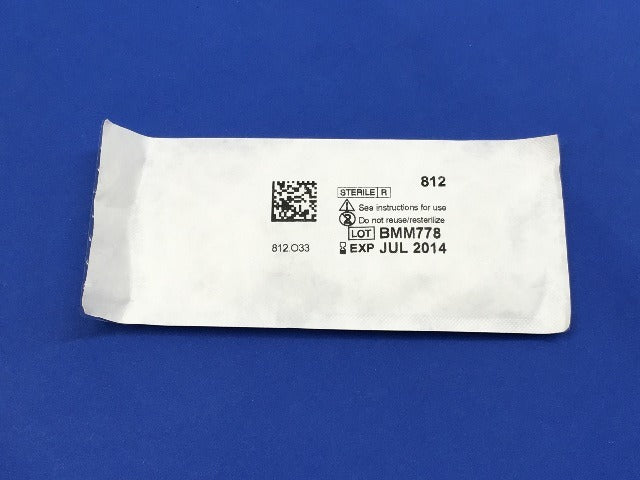 812
STERILE R
See instructions for use
Do not reuse/resterilize
LOT BMM778
812.O33
EXP JUL 2014